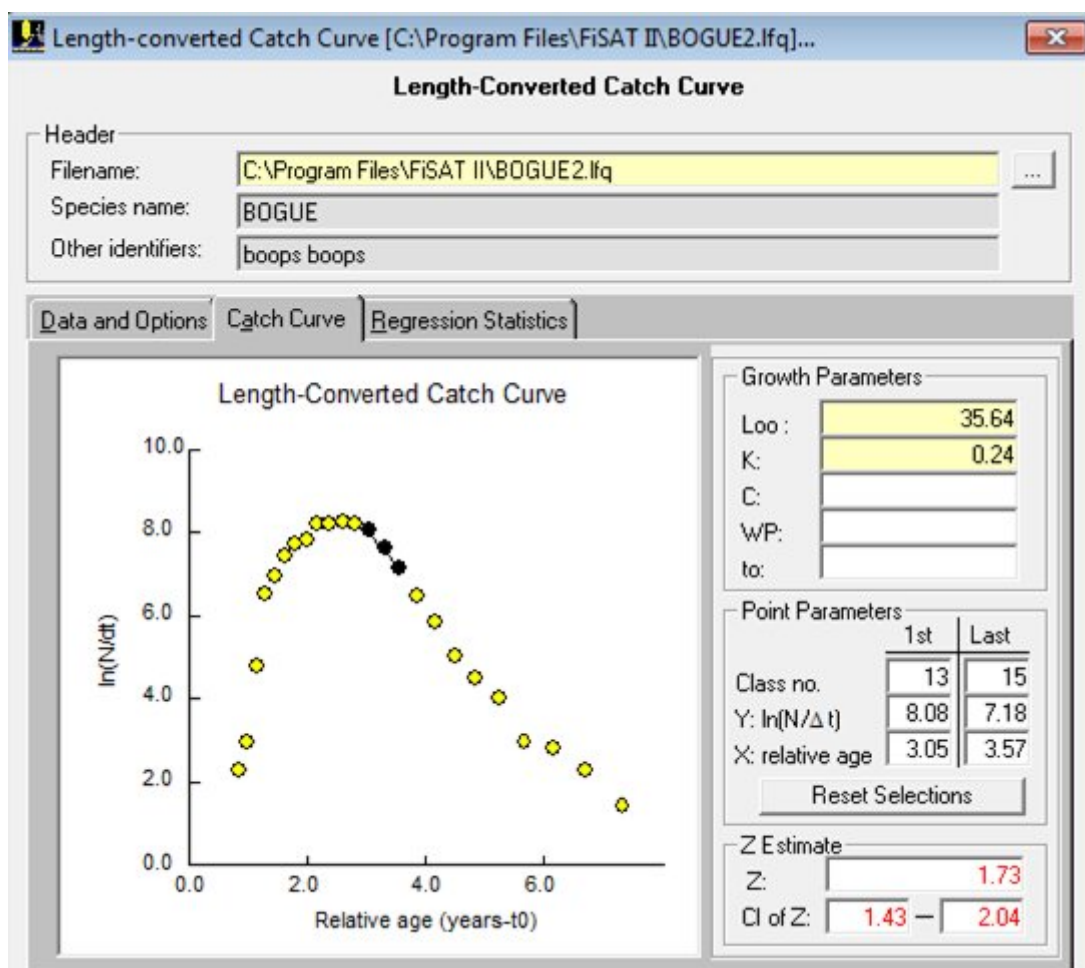 Length-converted Catch Curve [C:\Program Files\FiSAT II\BOGUE2.lfq]...
Length-Converted Catch Curve
Header
Filename: C:\Program Files\FiSAT II\BOGUE2.lfq ...
Species name: BOGUE
Other identifiers: boops boops
Data and Options Catch Curve Regression Statistics
Length-Converted Catch Curve
10.0
8.0
6.0
4.0
2.0
0.0
ln(N/dt)
0.0 2.0 4.0 6.0
Relative age (years-t0)
Growth Parameters
Loo : 35.64
K: 0.24
C:
WP:
to:
Point Parameters
1st Last
Class no. 13 15
Y: ln(N/Δ t) 8.08 7.18
X: relative age 3.05 3.57
Reset Selections
Z Estimate
Z: 1.73
CI of Z: 1.43 — 2.04